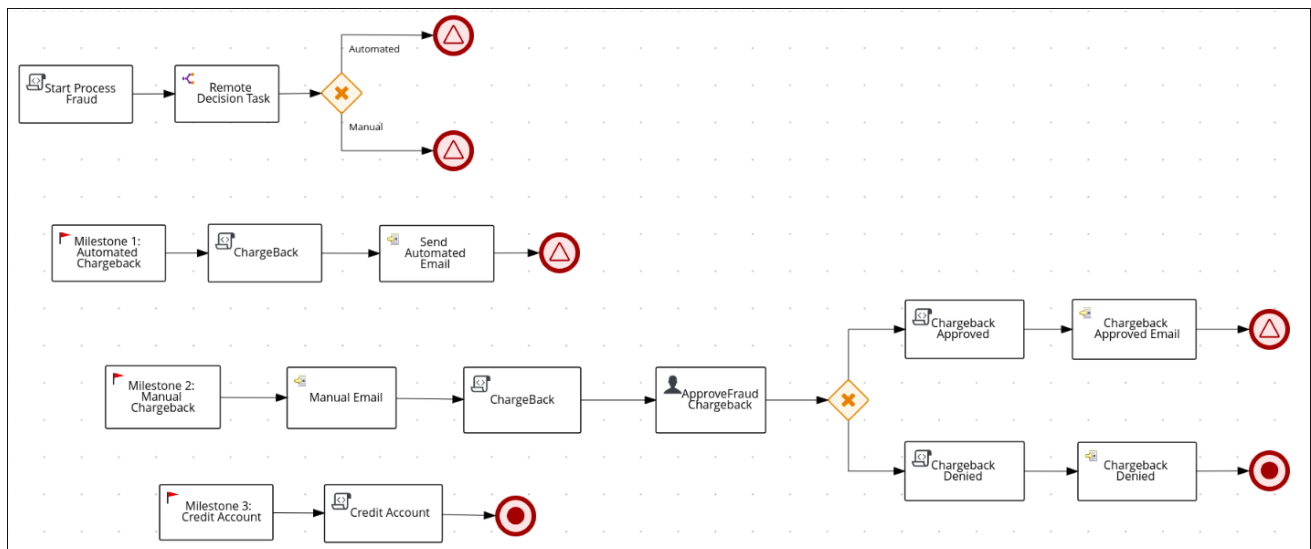 Automated
Start Process
Fraud
Remote
Decision Task
Manual
Milestone 1:
Automated
Chargeback
ChargeBack
Send
Automated
Email
Chargeback
Approved
Chargeback
Approved Email
Milestone 2:
Manual
Chargeback
Manual Email
ChargeBack
ApproveFraud
Chargeback
Chargeback
Denied
Chargeback
Denied
Milestone 3:
Credit Account
Credit Account